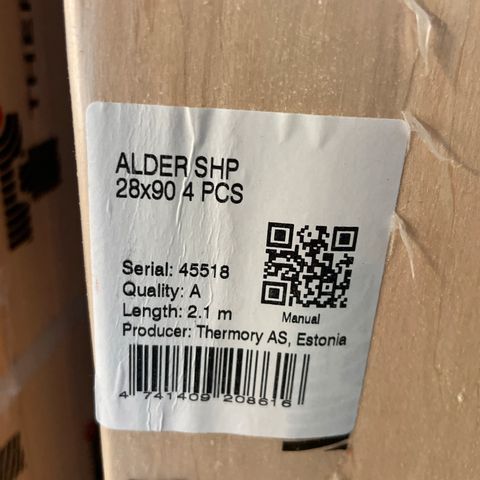 ALDER SHP
28x90 4 PCS
Serial: 45518
Quality: A
Length: 2.1 m
Manual
Producer: Thermory AS, Estonia
4 741409 208616